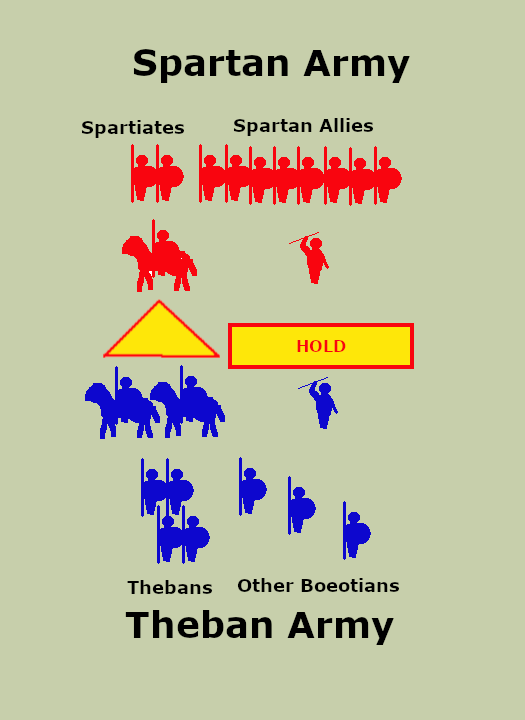 Spartan Army
Spartiates
Spartan Allies
HOLD
Thebans
Other Boeotians
Theban Army